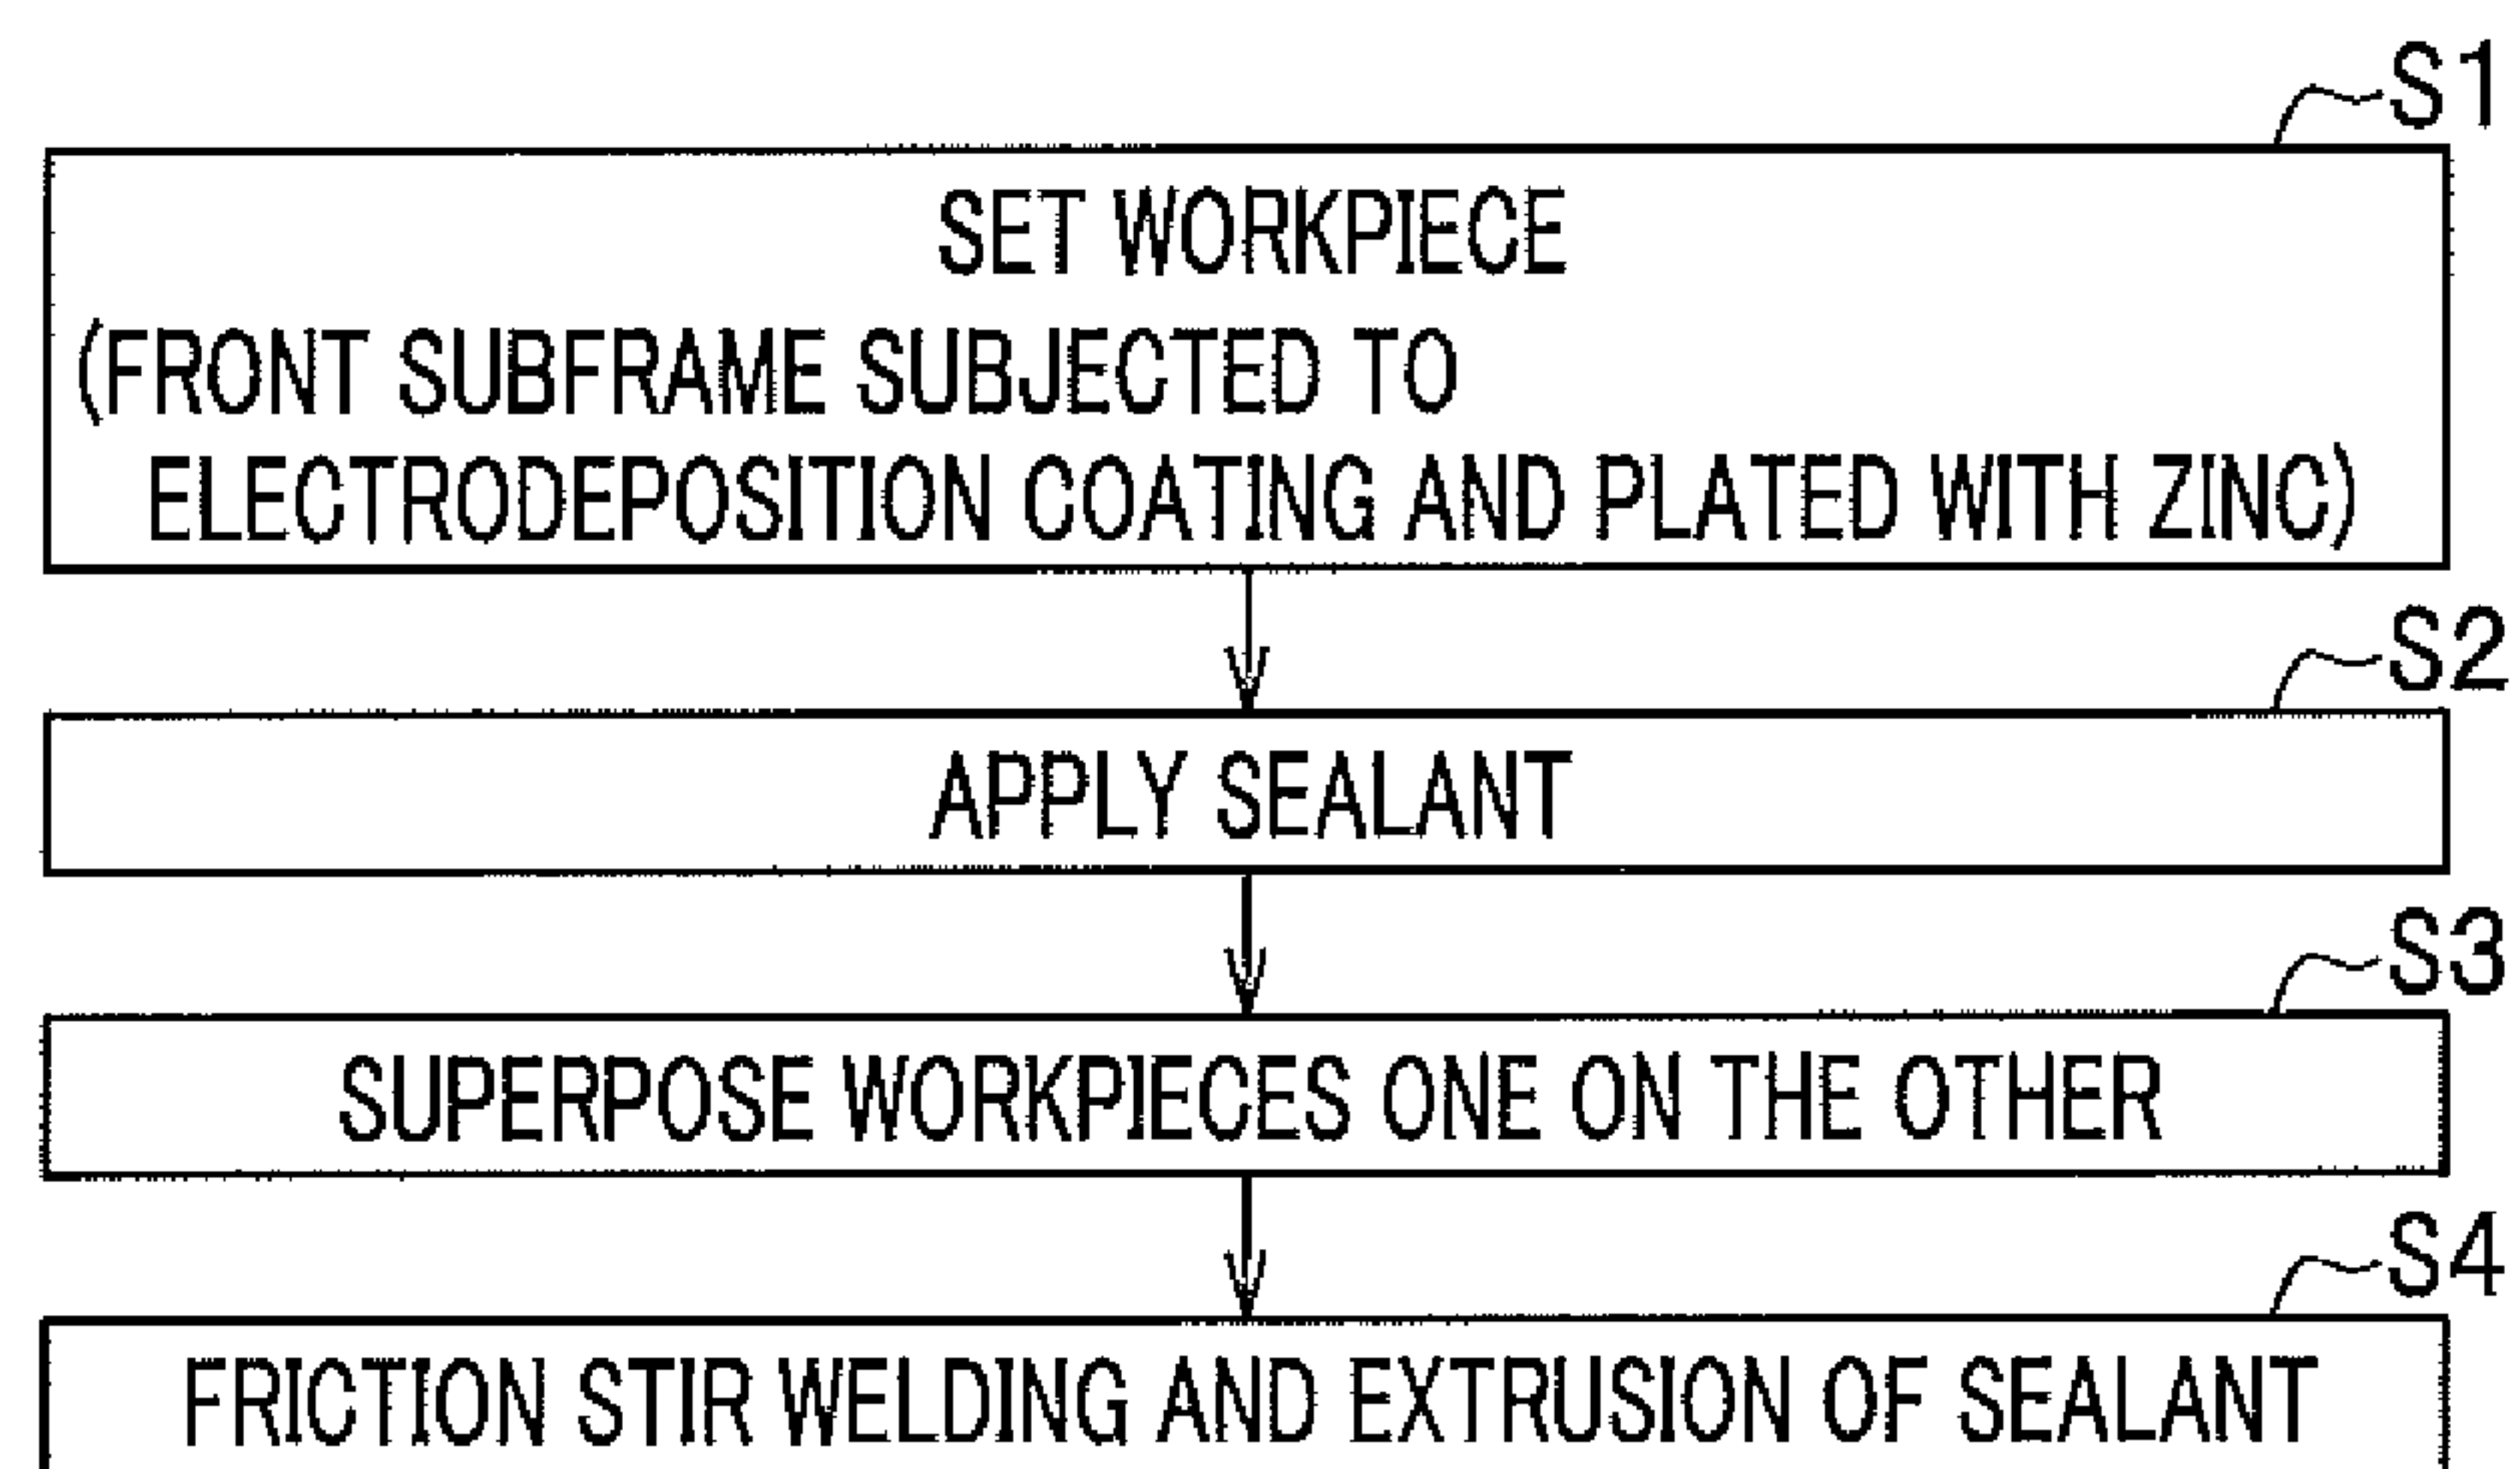 S1
SET WORKPIECE
(FRONT SUBFRAME SUBJECTED TO
ELECTRODEPOSITION COATING AND PLATED WITH ZINC)
S2
APPLY SEALANT
S3
SUPERPOSE WORKPIECES ONE ON THE OTHER
S4
FRICTION STIR WELDING AND EXTRUSION OF SEALANT